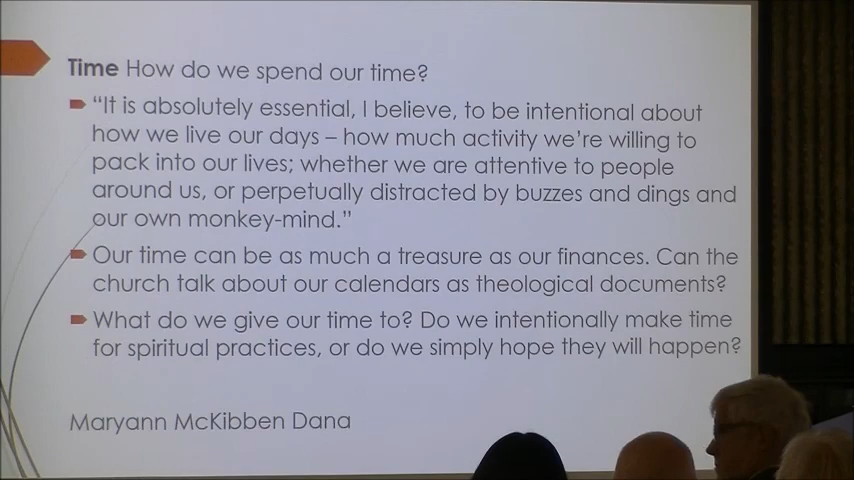 Time How do we spend our time?
“It is absolutely essential, I believe, to be intentional about
how we live our days – how much activity we’re willing to
pack into our lives; whether we are attentive to people
around us, or perpetually distracted by buzzes and dings and
our own monkey-mind.”
Our time can be as much a treasure as our finances. Can the
church talk about our calendars as theological documents?
What do we give our time to? Do we intentionally make time
for spiritual practices, or do we simply hope they will happen?
Maryann McKibben Dana